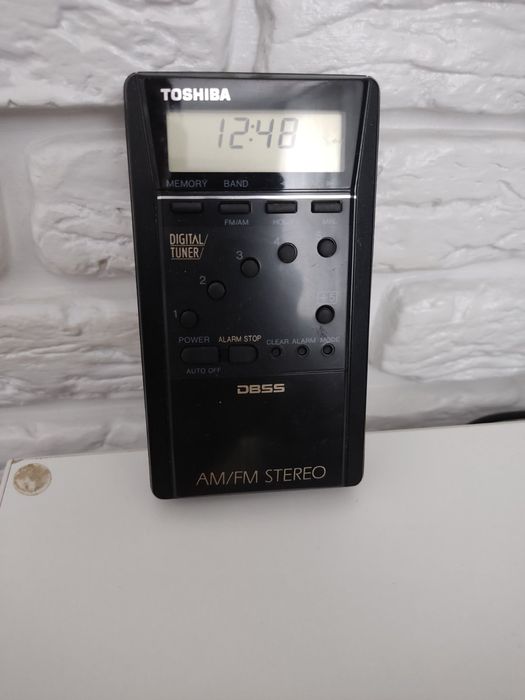 TOSHIBA
12:48
MEMORY BAND
FM/AM
DIGITAL/
TUNER/
4
3
2
1
POWER ALARM STOP CLEAR ALARM MODE
AUTO OFF
DBSS
AM/FM STEREO